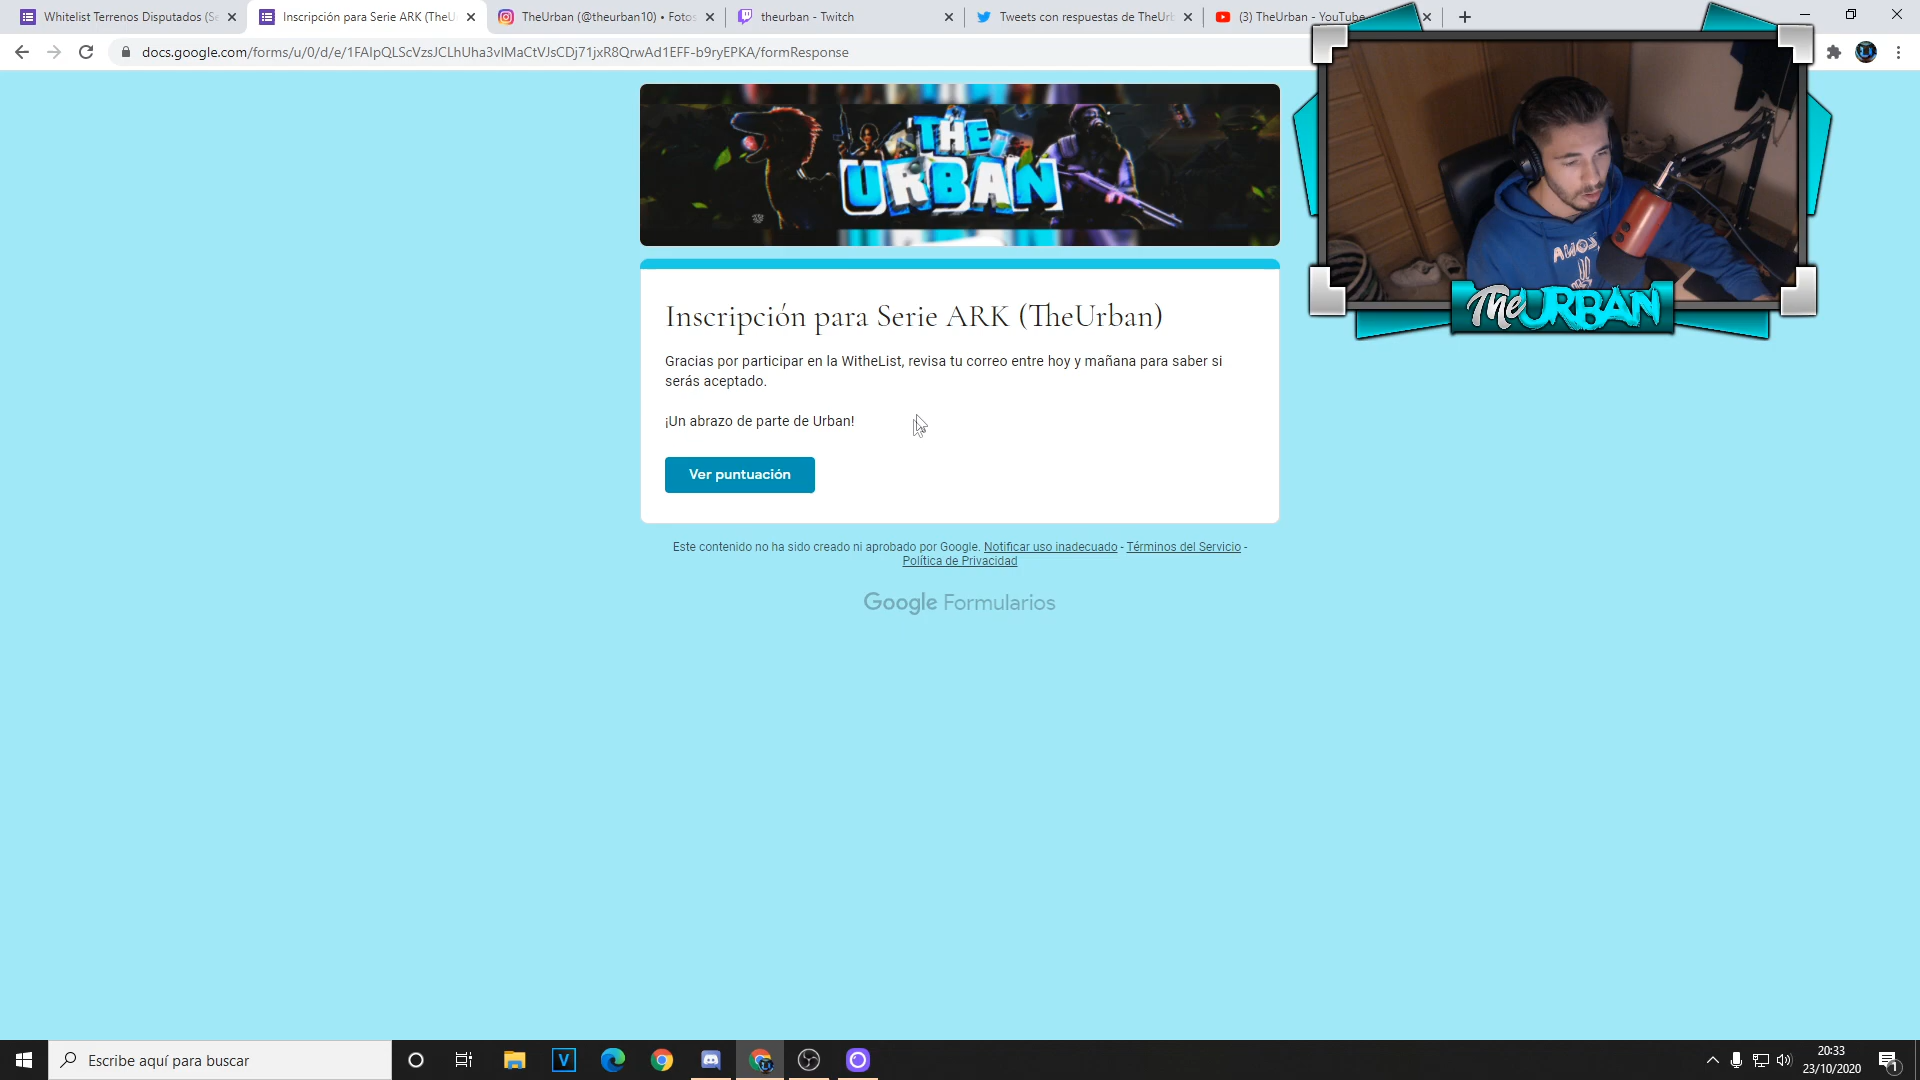 Whitelist Terrenos Disputados (Se
Inscripción para Serie ARK (TheU
TheUrban (@theurban10) • Fotos
theurban - Twitch
Tweets con respuestas de TheUrb
(3) TheUrban - YouTube
docs.google.com/forms/u/0/d/e/1FAIpQLScVzsJCLhUha3vIMaCtVJsCDj71jxR8QrwAd1EFF-b9ryEPKA/formResponse
THE
URBAN
TheURBAN
Inscripción para Serie ARK (TheUrban)
Gracias por participar en la WitheList, revisa tu correo entre hoy y mañana para saber si
serás aceptado.
¡Un abrazo de parte de Urban!
Ver puntuación
Este contenido no ha sido creado ni aprobado por Google. Notificar uso inadecuado - Términos del Servicio -
Política de Privacidad
Google Formularios
Escribe aquí para buscar
20:33
23/10/2020
1